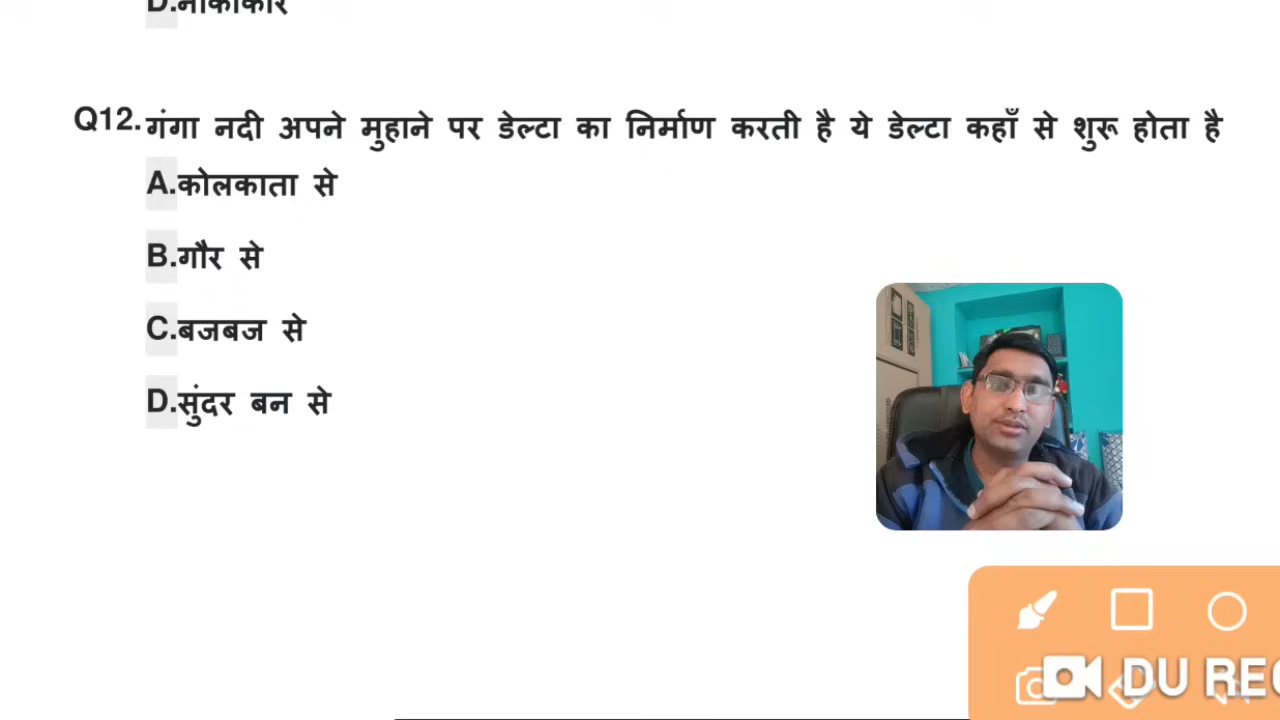 D.नौकाकार
Q12. गंगा नदी अपने मुहाने पर डेल्टा का निर्माण करती है ये डेल्टा कहाँ से शुरू होता है
A.कोलकाता से
B.गौर से
C.बजबज से
D.सुंदर बन से
DU REC